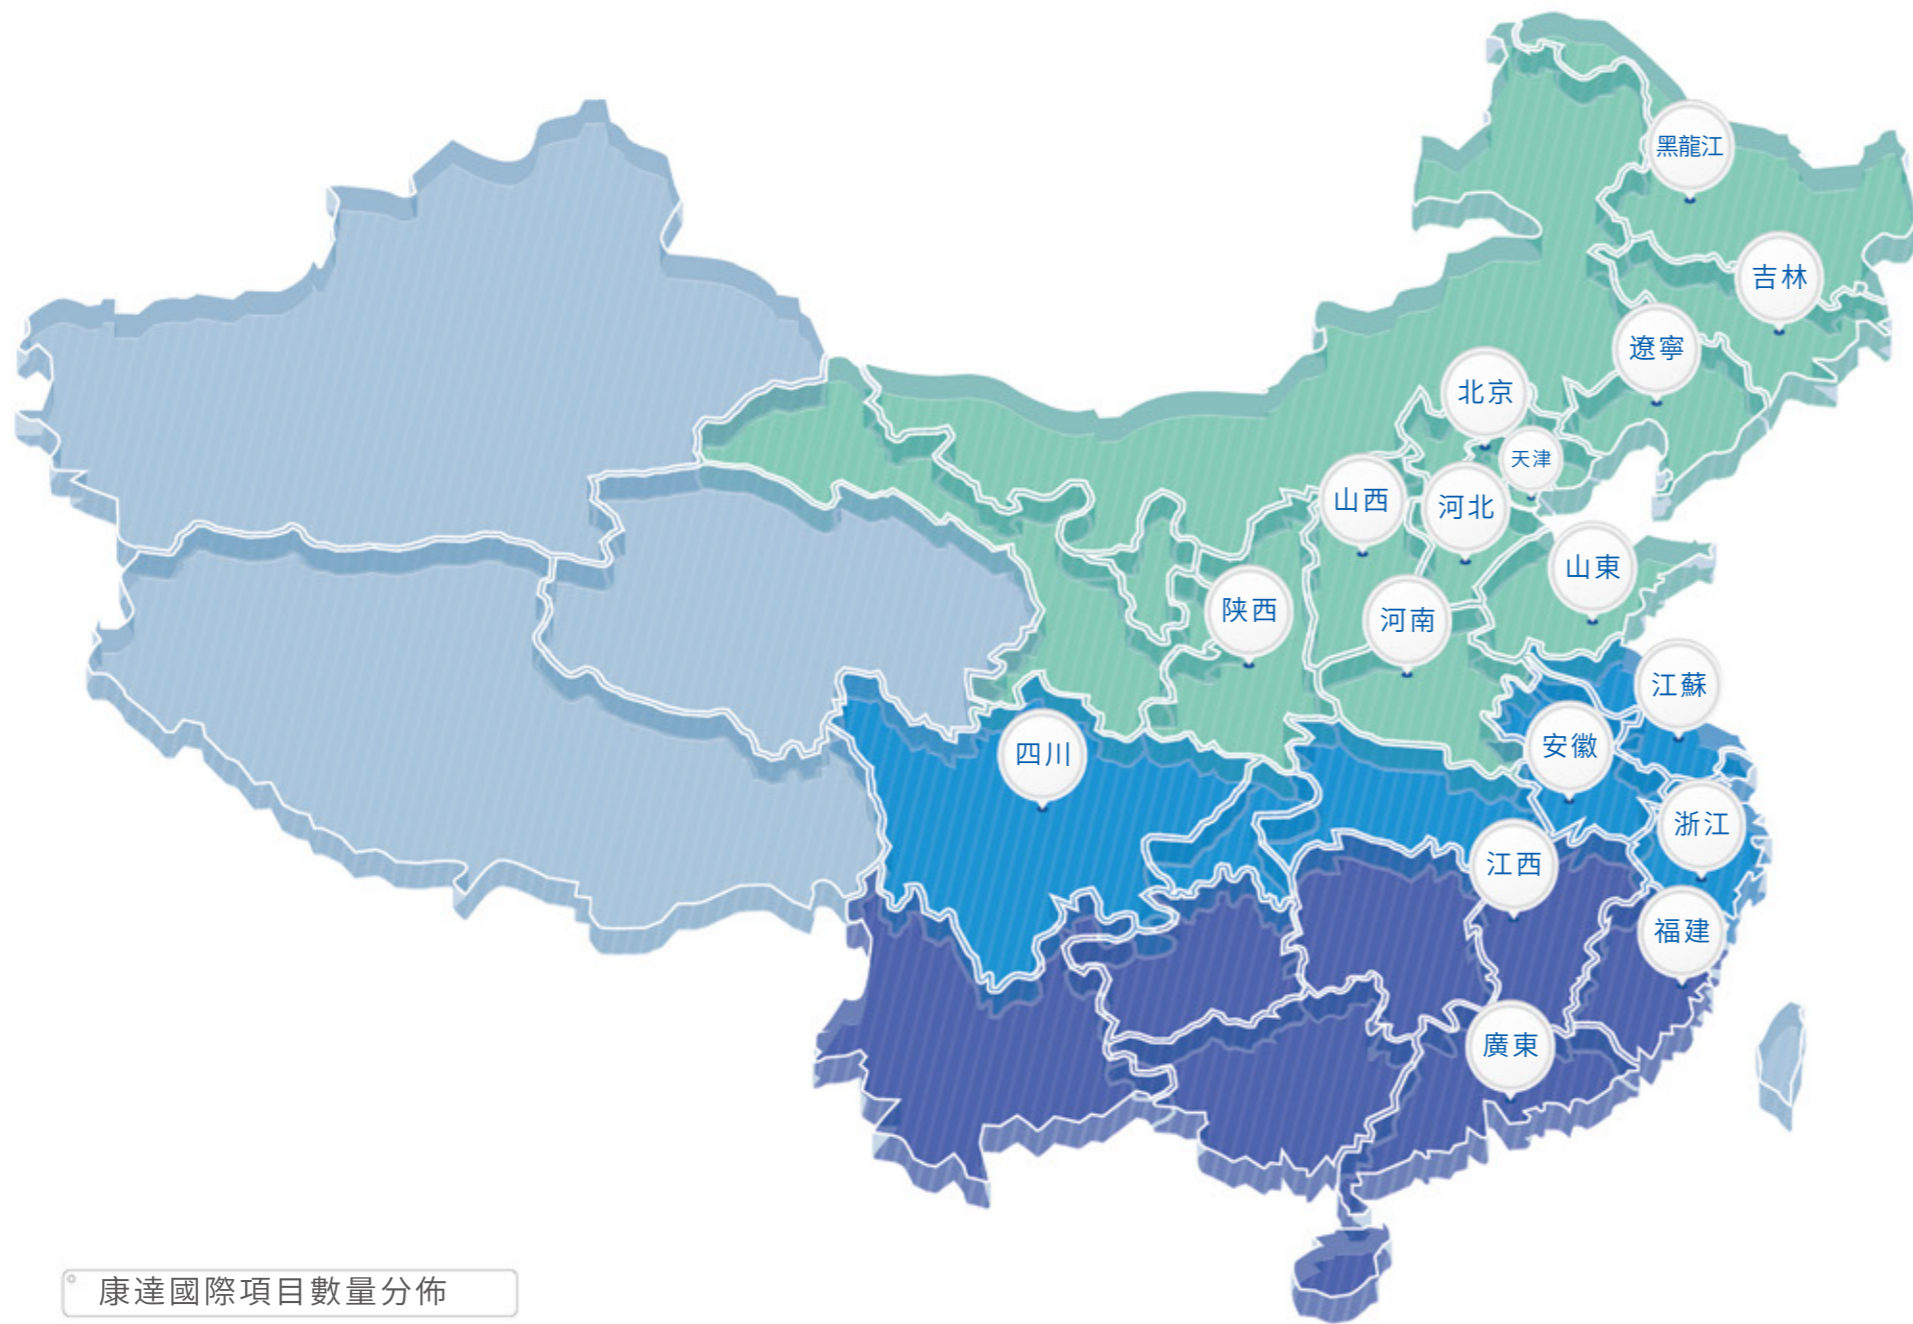 黑龍江
吉林
遼寧
北京
天津
山西
河北
山東
陝西
河南
江蘇
四川
安徽
浙江
江西
福建
廣東
康達國際項目數量分佈